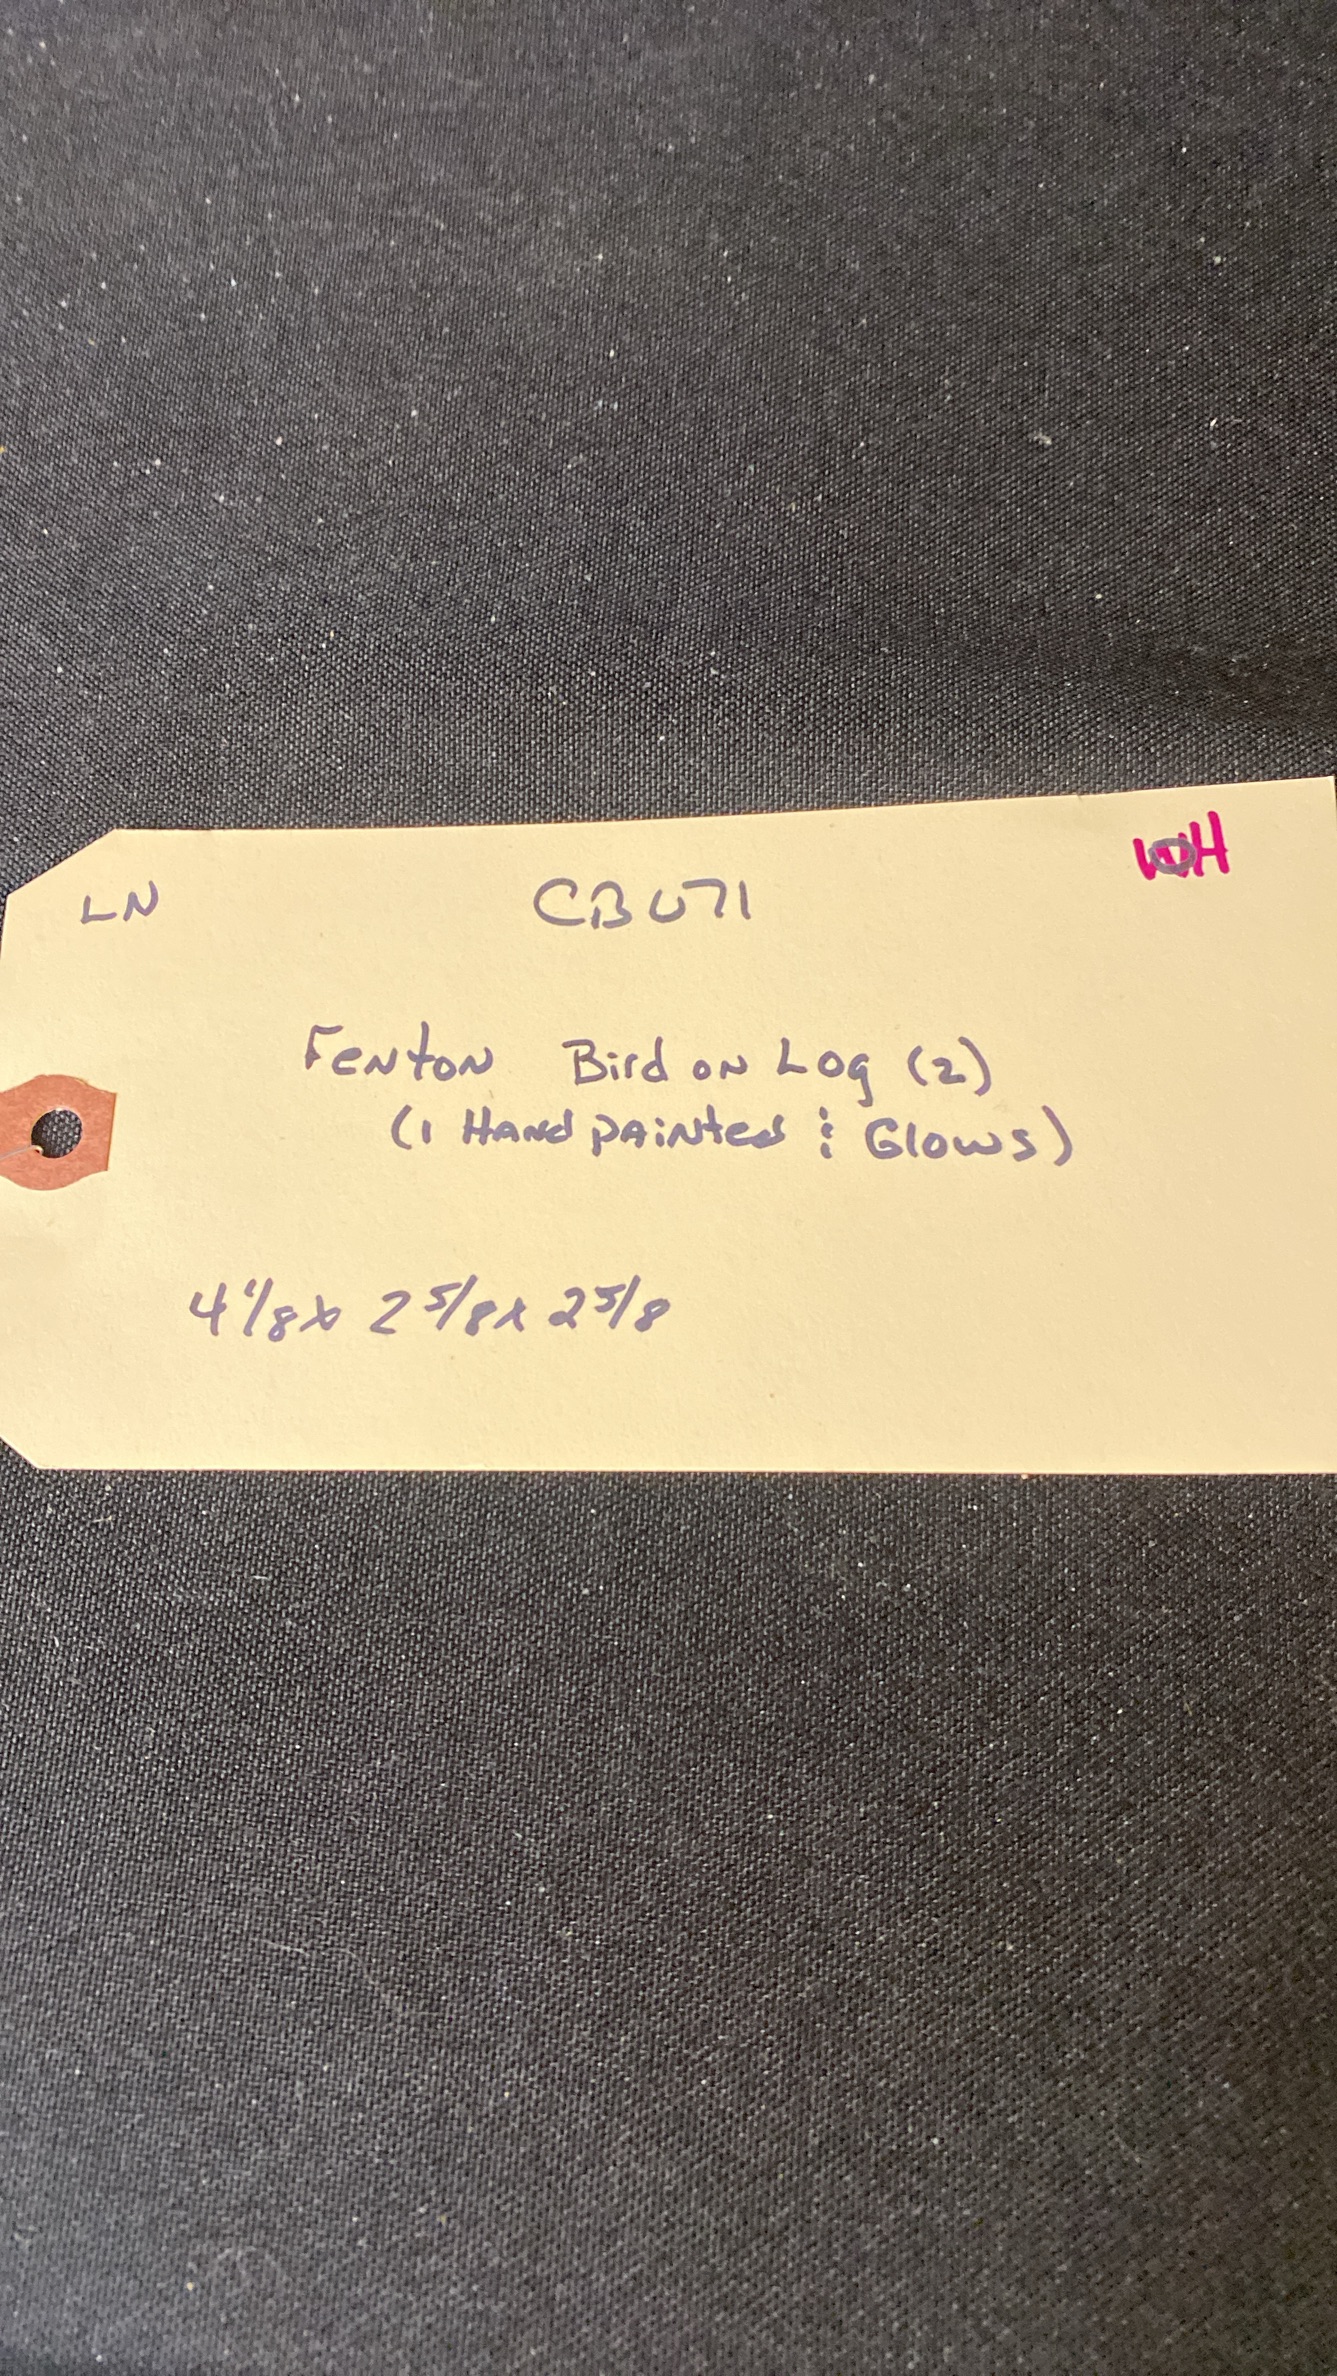 LN CB071
Fenton Bird on Log (2)
(1 Hand painted & Glows)
4 1/8 x 2 5/8 x 2 5/8